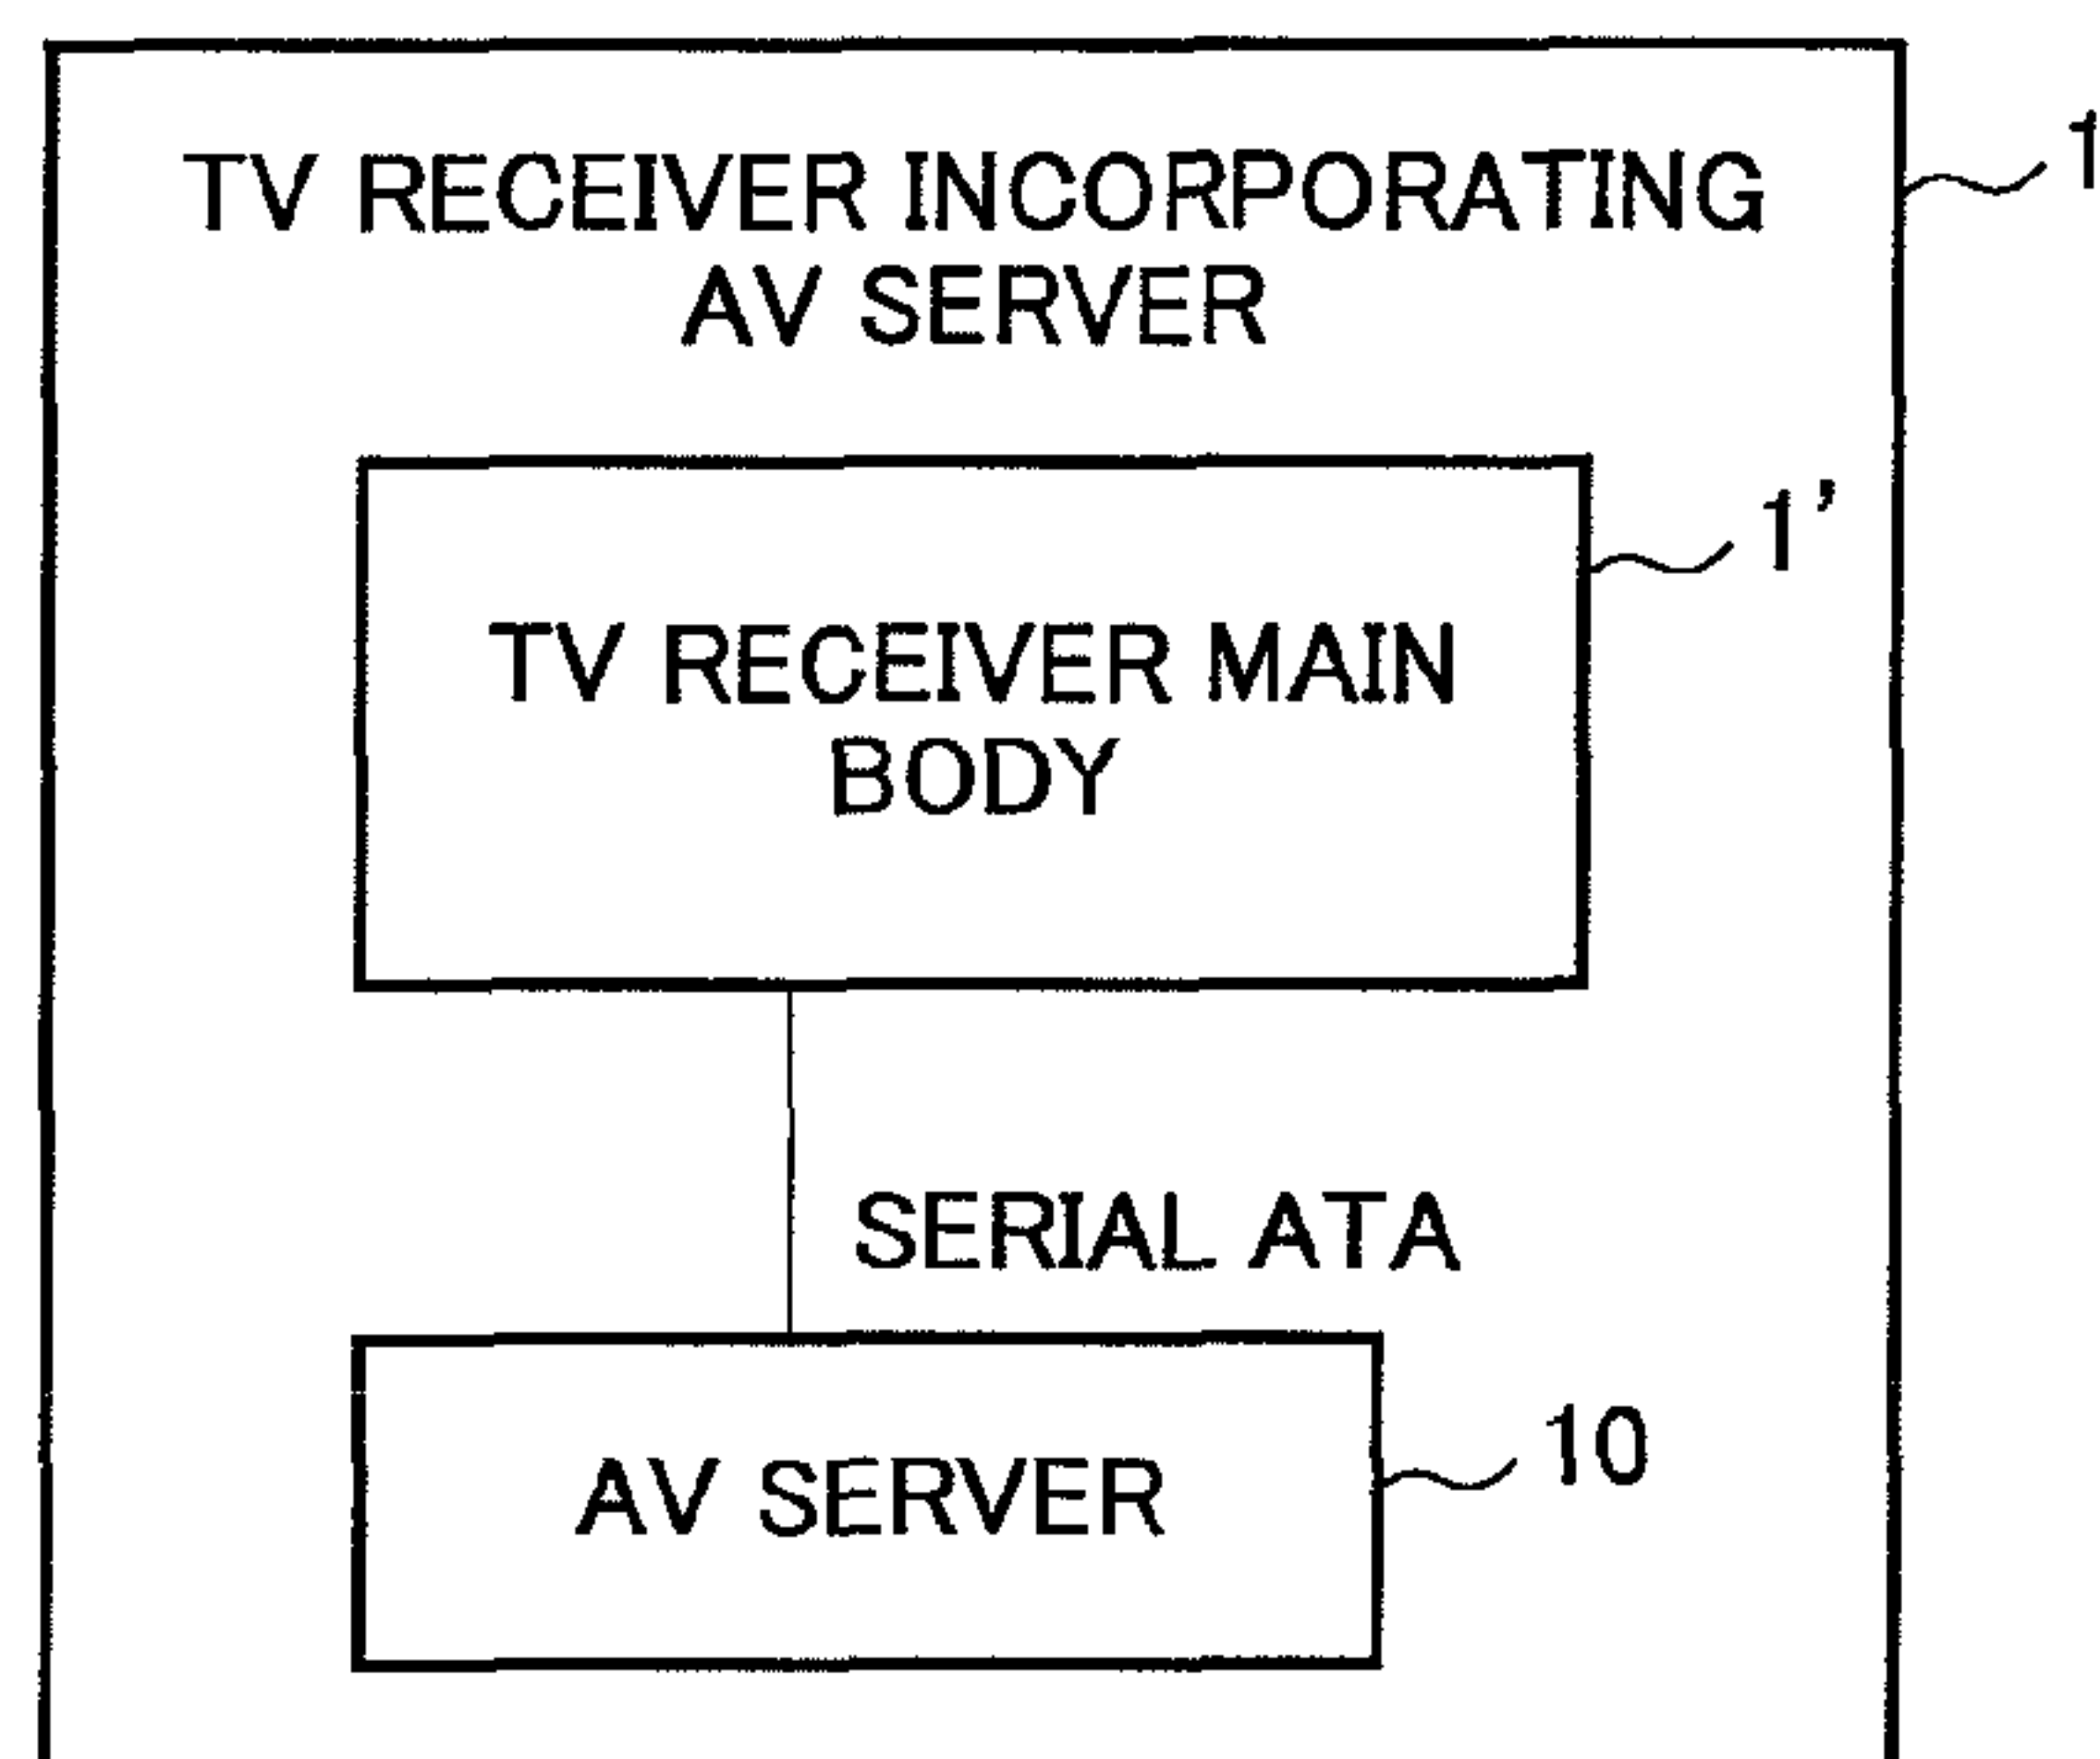 TV RECEIVER INCORPORATING
AV SERVER
1
1’
TV RECEIVER MAIN
BODY
SERIAL ATA
AV SERVER
10